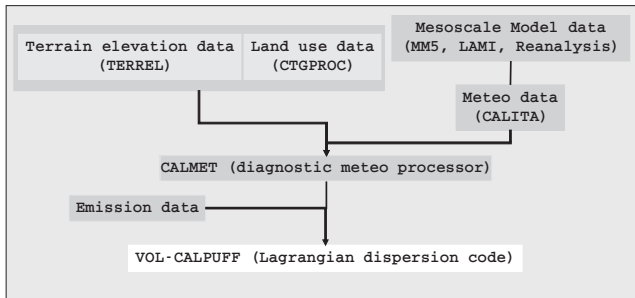 Mesoscale Model data
(MM5, LAMI, Reanalysis)
Terrain elevation data
(TERREL)
Land use data
(CTGPROC)
Meteo data
(CALITA)
CALMET (diagnostic meteo processor)
Emission data
VOL-CALPUFF (Lagrangian dispersion code)